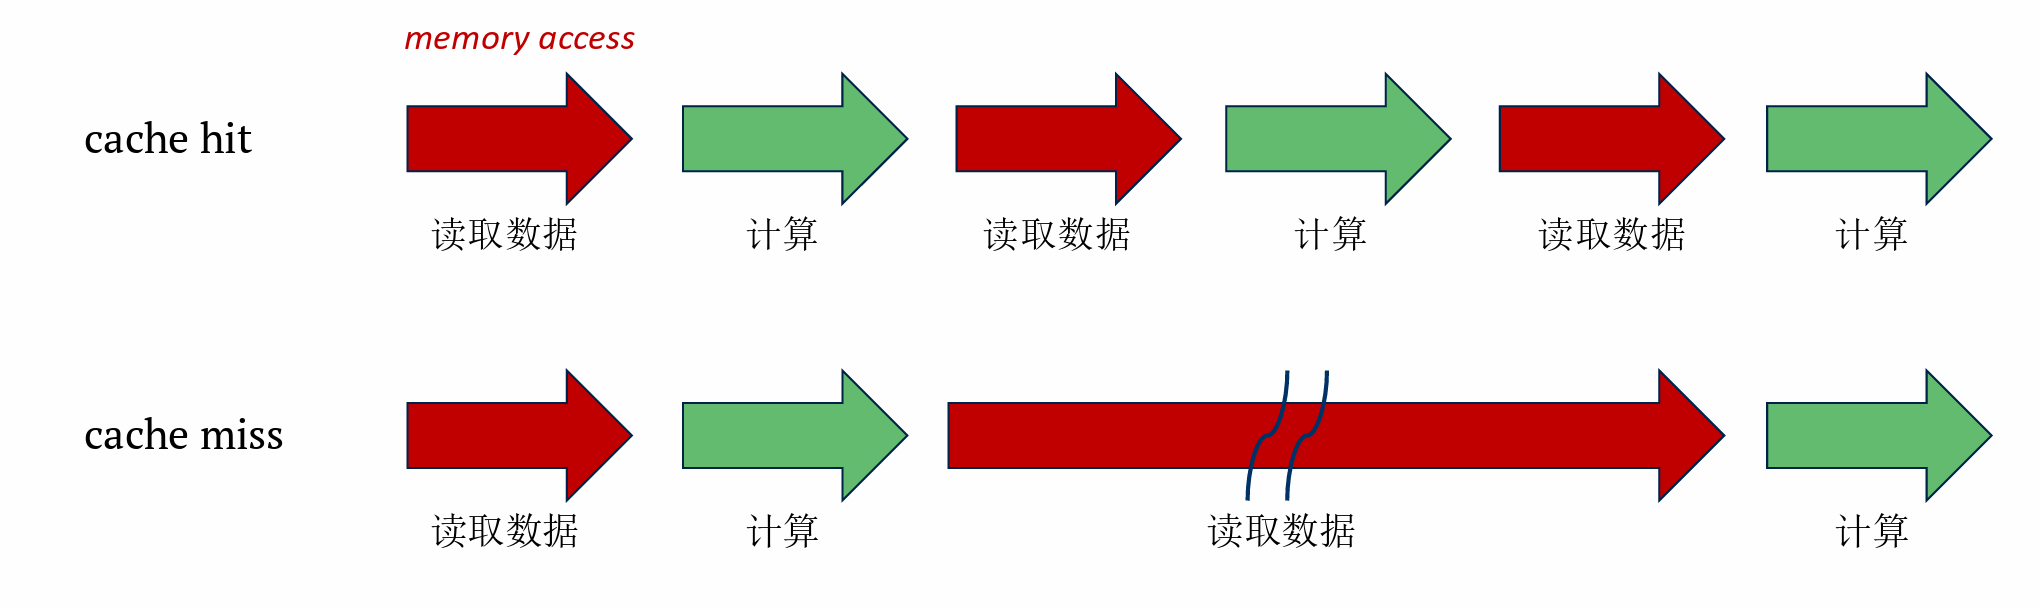 memory access
cache hit
读取数据
计算
读取数据
计算
读取数据
计算
cache miss
读取数据
计算
读取数据
计算